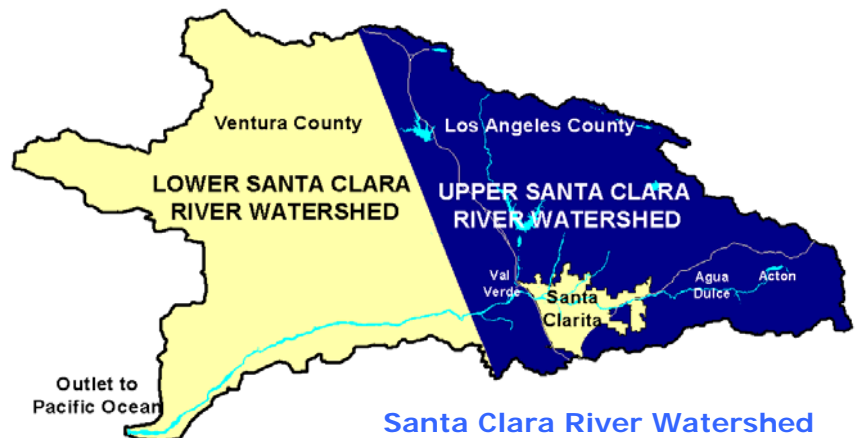 Ventura County
Los Angeles County
LOWER SANTA CLARA
RIVER WATERSHED
UPPER SANTA CLARA
RIVER WATERSHED
Val
Verde
Santa
Clarita
Agua
Dulce
Acton
Outlet to
Pacific Ocean
Santa Clara River Watershed